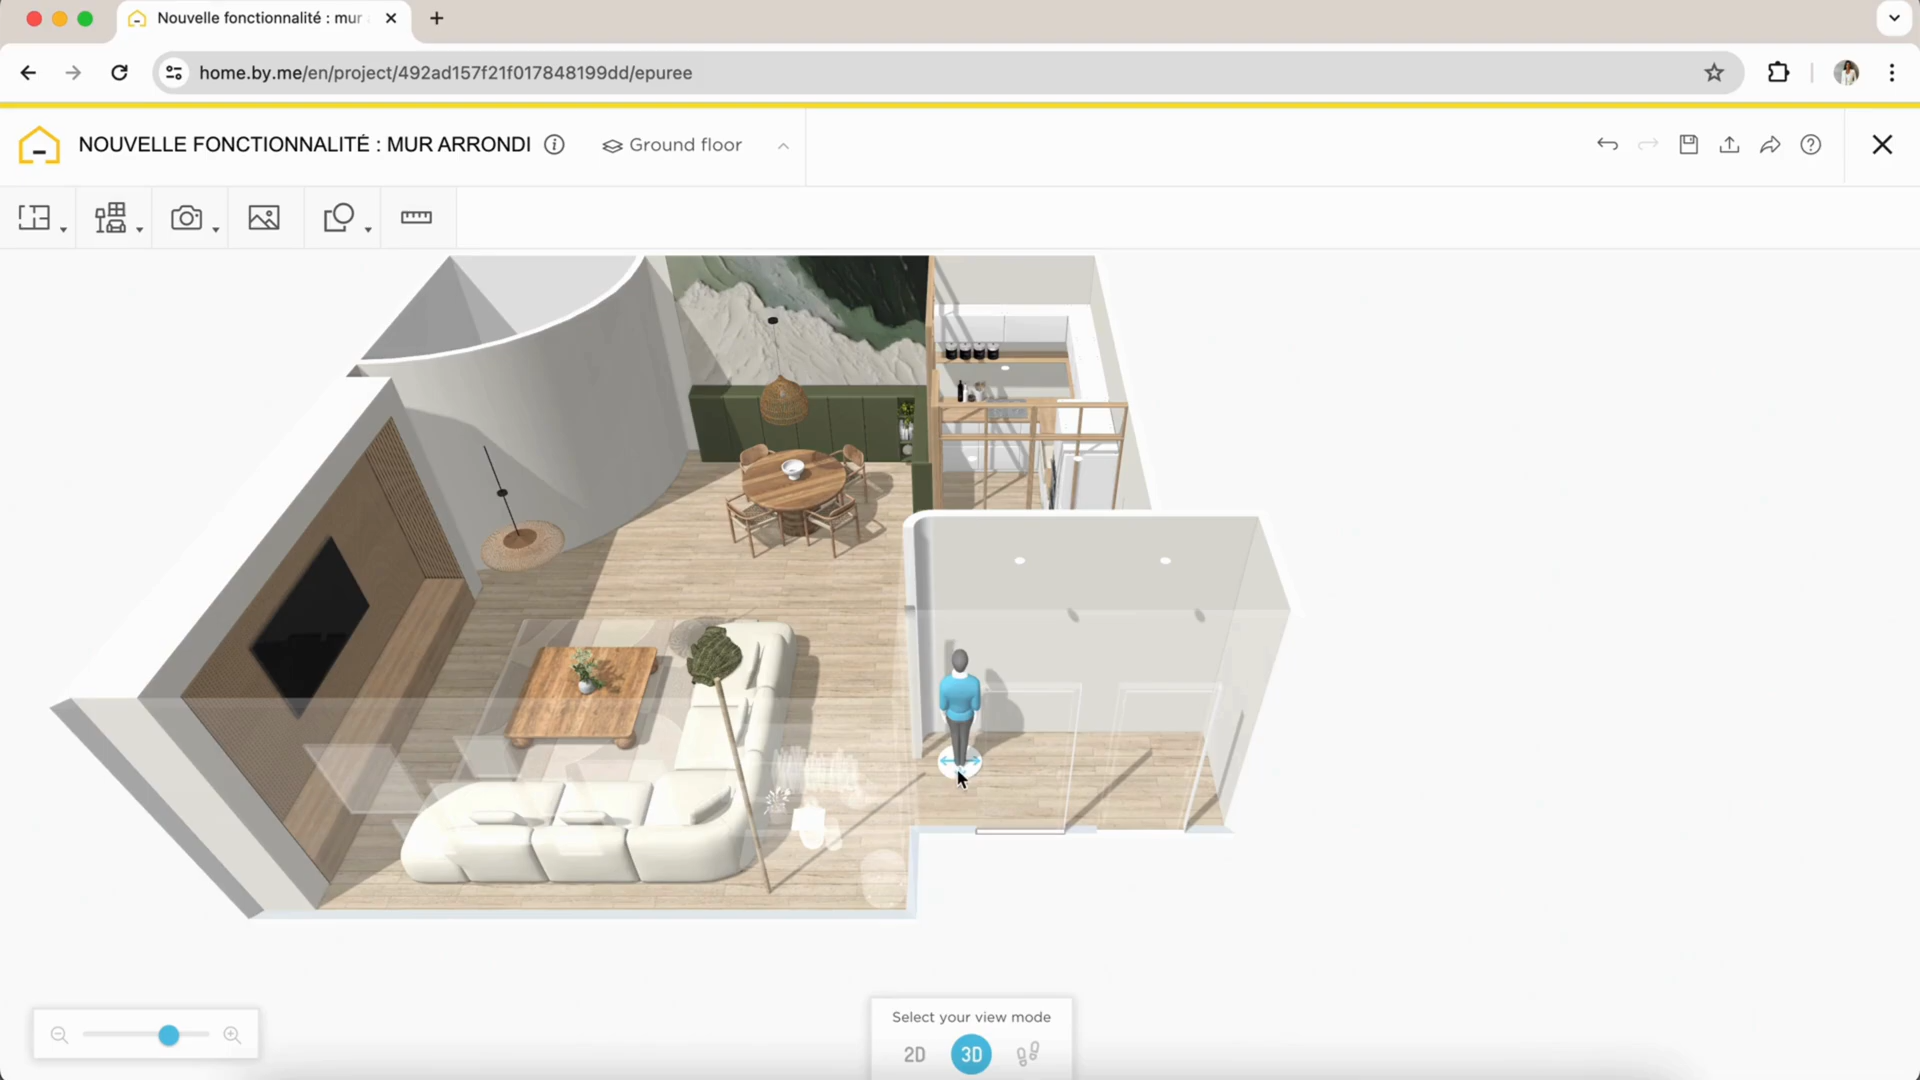 Nouvelle fonctionnalité : mur
home.by.me/en/project/492ad157f21f017848199dd/epuree
NOUVELLE FONCTIONNALITÉ : MUR ARRONDI
Ground floor
Select your view mode
2D
3D